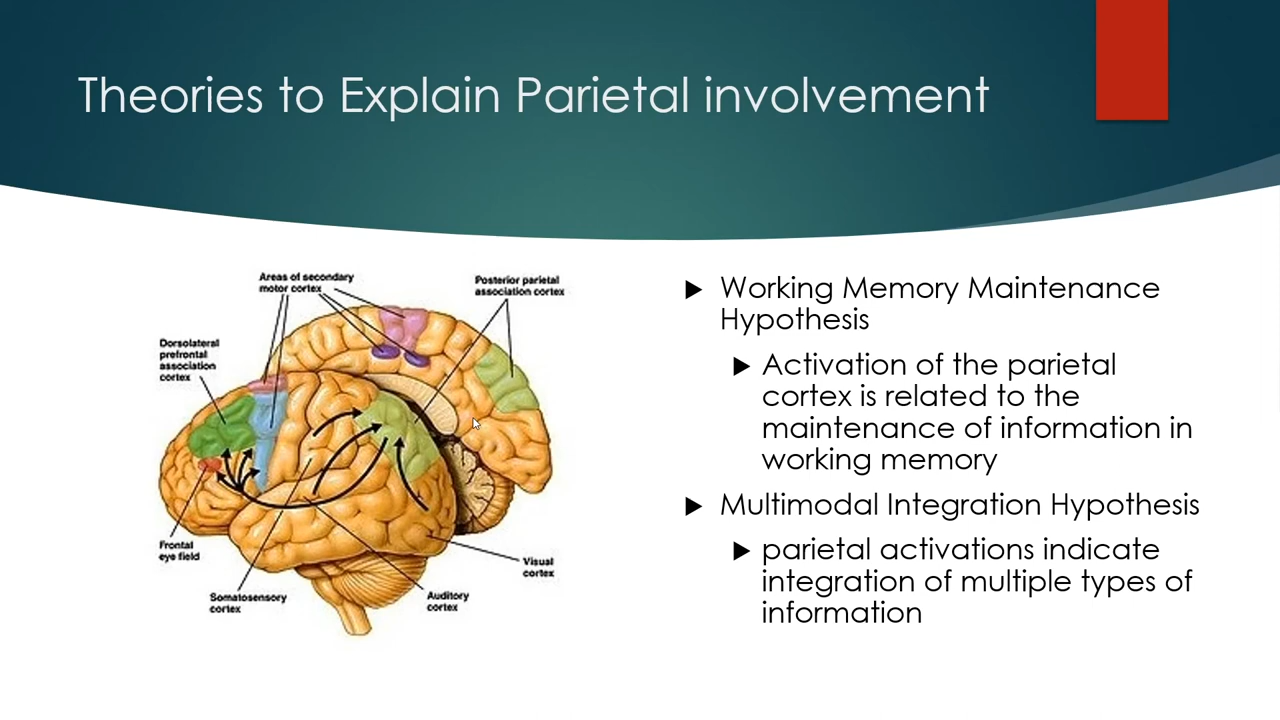 Theories to Explain Parietal involvement
Areas of secondary
motor cortex
Posterior parietal
association cortex
Dorsolateral
prefrontal
association
cortex
Frontal
eye field
Somatosensory
cortex
Auditory
cortex
Visual
cortex
Working Memory Maintenance
Hypothesis
Activation of the parietal
cortex is related to the
maintenance of information in
working memory
Multimodal Integration Hypothesis
parietal activations indicate
integration of multiple types of
information